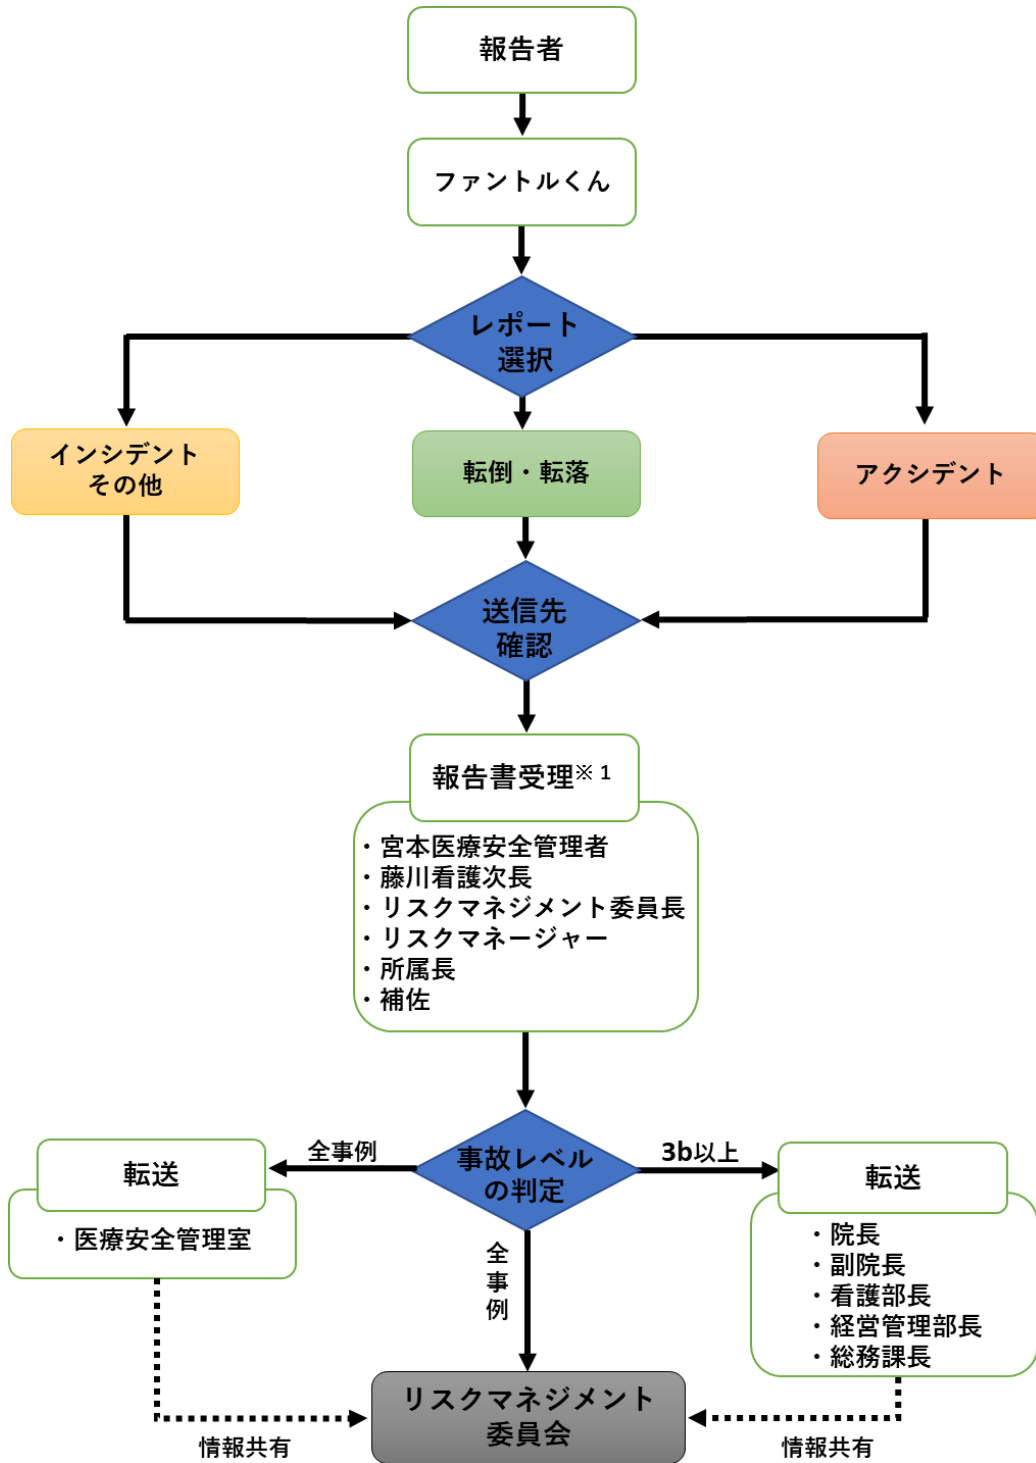 報告者
ファントルくん
レポート
選択
インシデント
その他
転倒・転落
アクシデント
送信先
確認
報告書受理※1
・宮本医療安全管理者
・藤川看護次長
・リスクマネジメント委員長
・リスクマネージャー
・所属長
・補佐
事故レベル
の判定
全事例
転送
・医療安全管理室
3b以上
転送
・院長
・副院長
・看護部長
・経営管理部長
・総務課長
全事例
リスクマネジメント
委員会
情報共有
情報共有